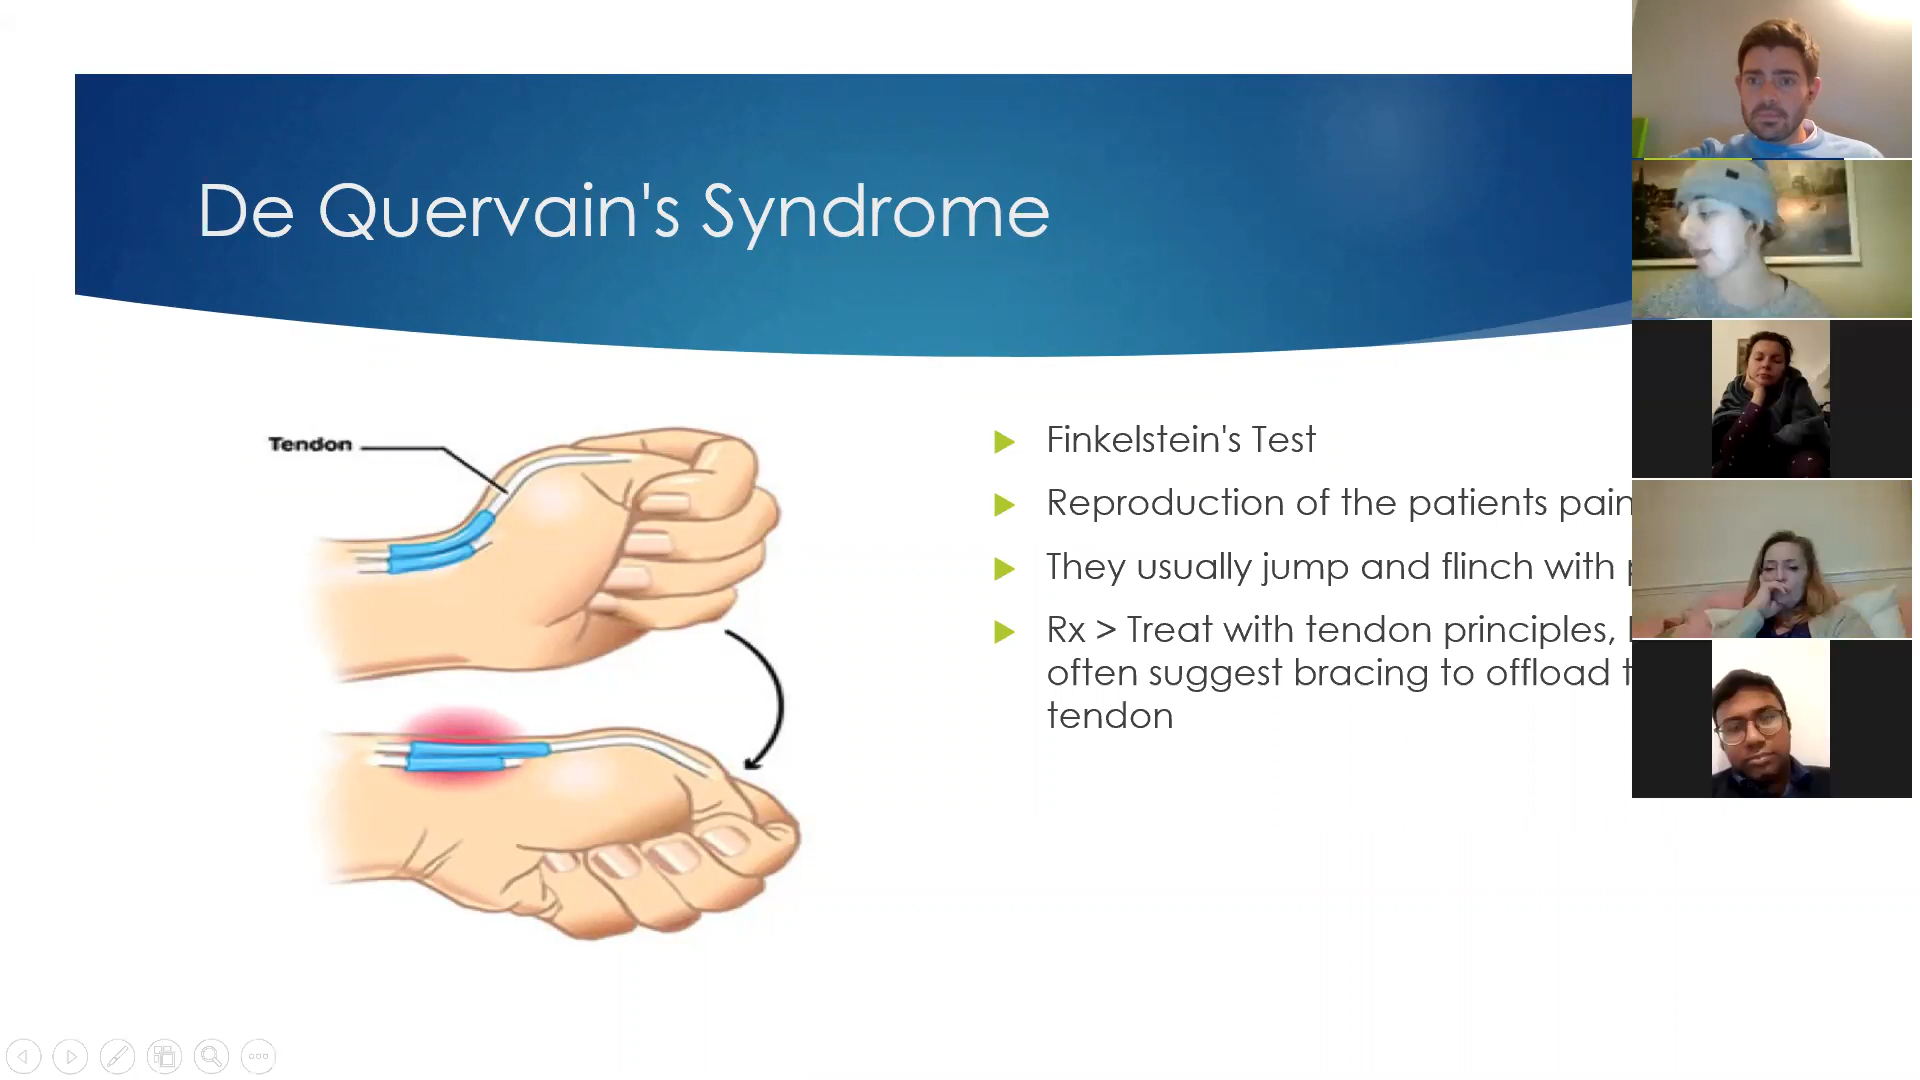 De Quervain's Syndrome
Tendon
Finkelstein's Test
Reproduction of the patients pain
They usually jump and flinch with
Rx > Treat with tendon principles,
often suggest bracing to offload
tendon